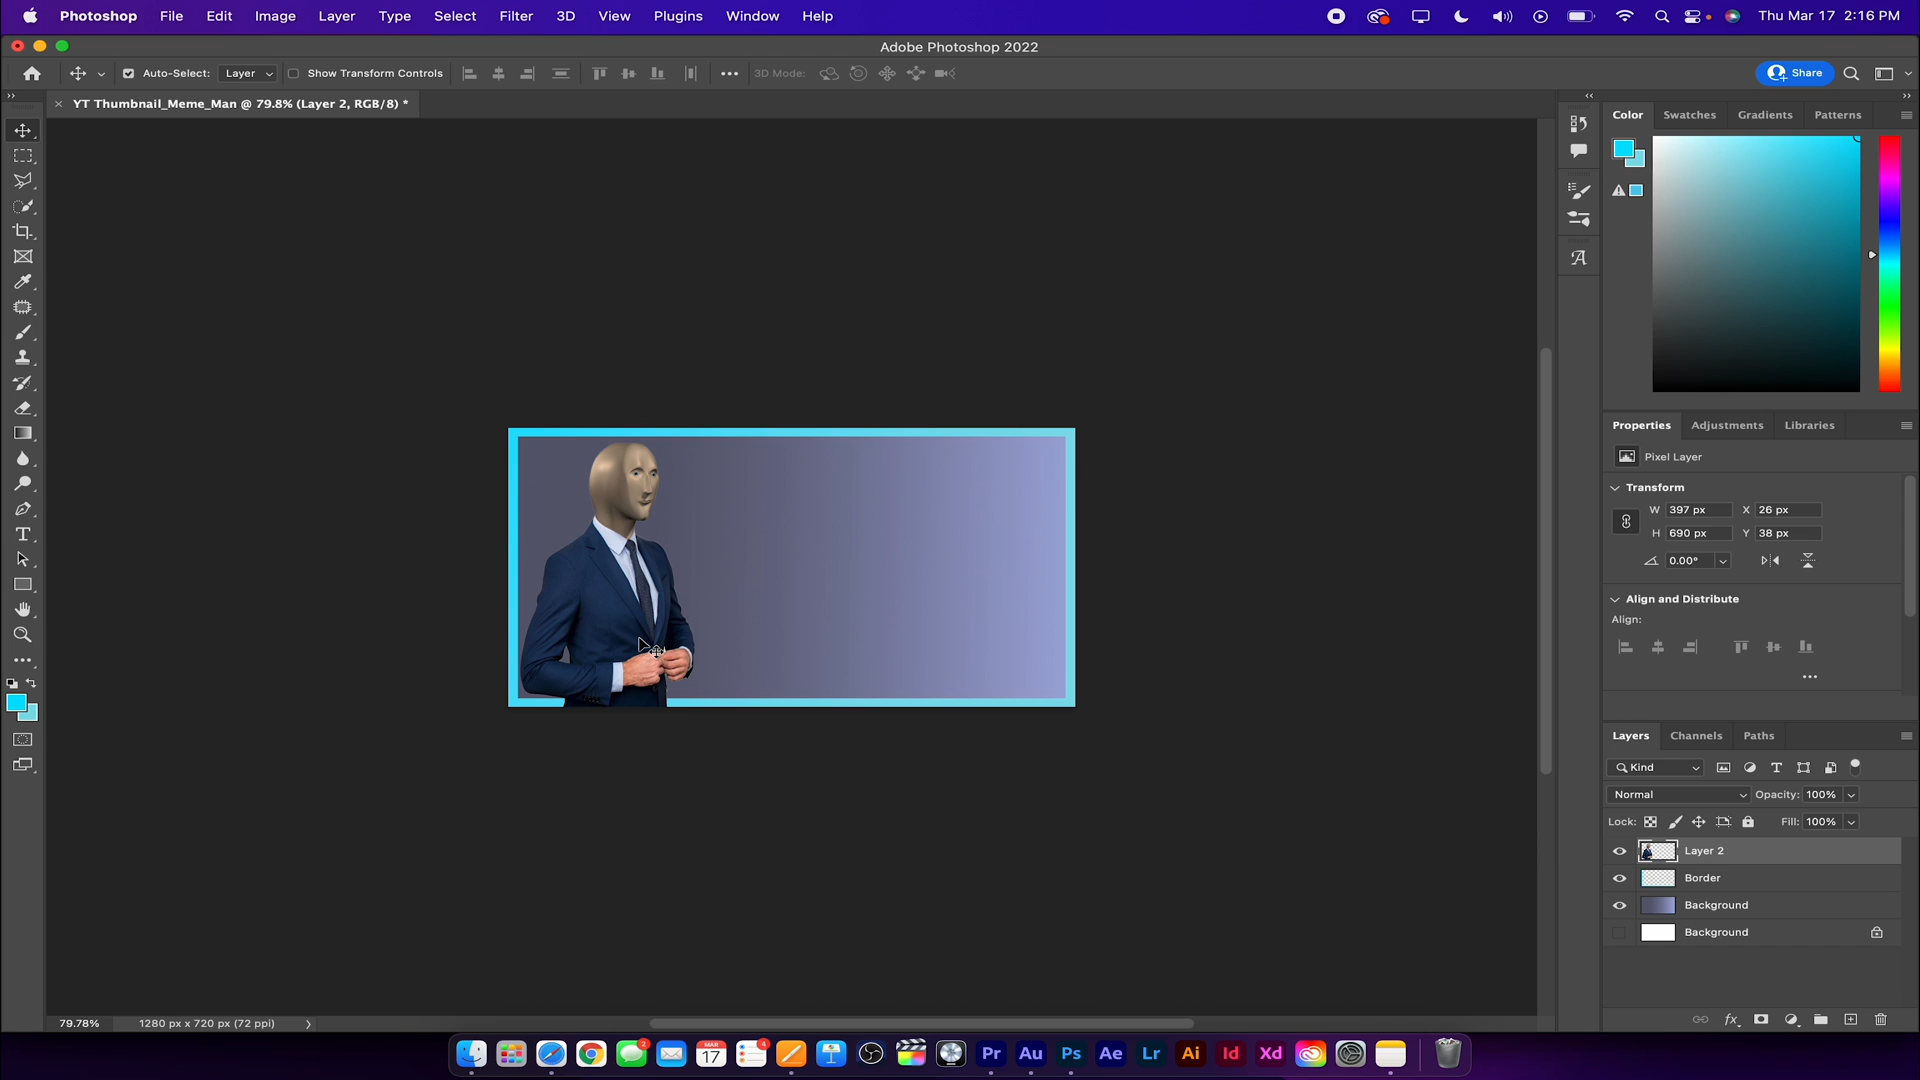 Photoshop File Edit Image Layer Type Select Filter 3D View Plugins Window Help Thu Mar 17 2:16 PM
Adobe Photoshop 2022
Auto-Select: Layer Show Transform Controls 3D Mode: Share
YT Thumbnail_Meme_Man @ 79.8% (Layer 2, RGB/8) *
Color Swatches Gradients Patterns
Properties Adjustments Libraries
Pixel Layer
Transform
W 397 px X 26 px
H 690 px Y 38 px
0.00°
Align and Distribute
Align:
Layers Channels Paths
Kind
Normal Opacity: 100%
Lock: Fill: 100%
Layer 2
Border
Background
Background
79.78% 1280 px x 720 px (72 ppi)
2 MAR 17 4 Pr Au Ps Ae Lr Ai Id Xd